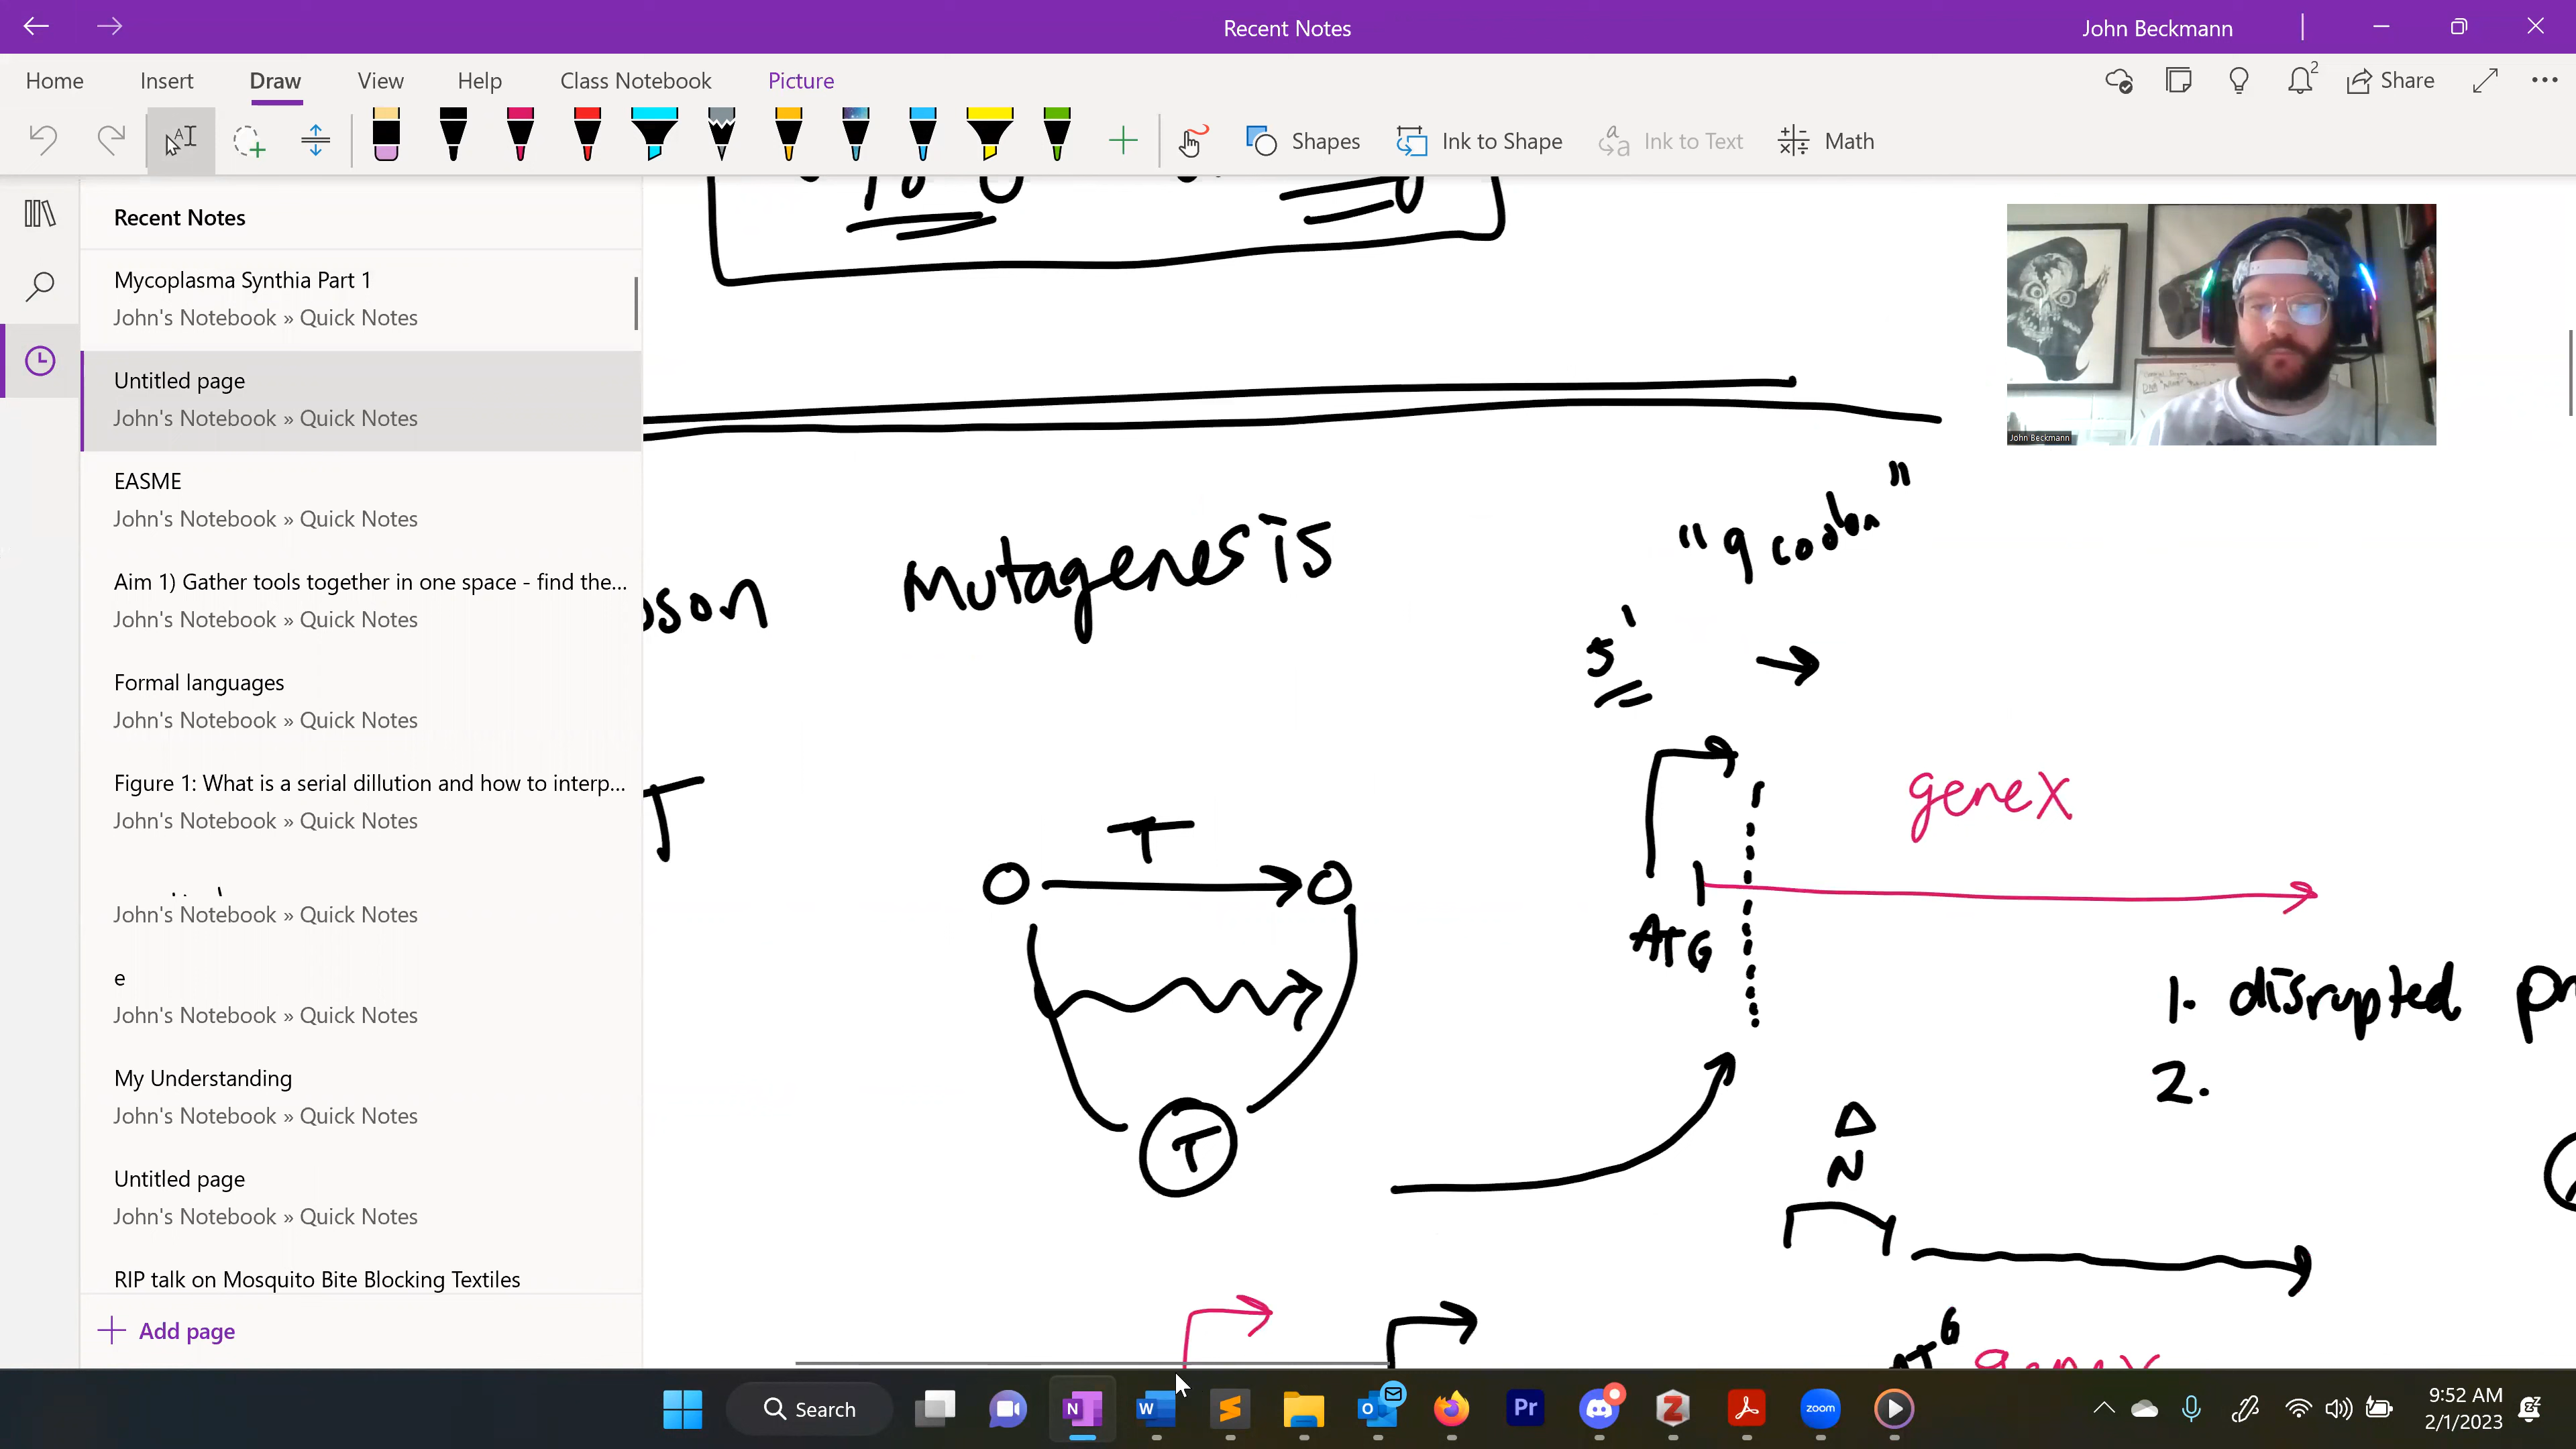 Recent Notes
John Beckmann
Home Insert Draw View Help Class Notebook Picture
2
Share
Shapes
Ink to Shape
Ink to Text
Math
Recent Notes
Mycoplasma Synthia Part 1
John's Notebook » Quick Notes
Untitled page
John's Notebook » Quick Notes
EASME
John's Notebook » Quick Notes
Aim 1) Gather tools together in one space - find the...
John's Notebook » Quick Notes
Formal languages
John's Notebook » Quick Notes
Figure 1: What is a serial dillution and how to interp...
John's Notebook » Quick Notes
John's Notebook » Quick Notes
e
John's Notebook » Quick Notes
My Understanding
John's Notebook » Quick Notes
Untitled page
John's Notebook » Quick Notes
RIP talk on Mosquito Bite Blocking Textiles
Add page
John Beckmann
oson mutagenesis
5'
T
T
T
gene X
ATG
1. disrupted
2.
Δ
N
Search
N
W
Pr
Z
zoom
9:52 AM
2/1/2023